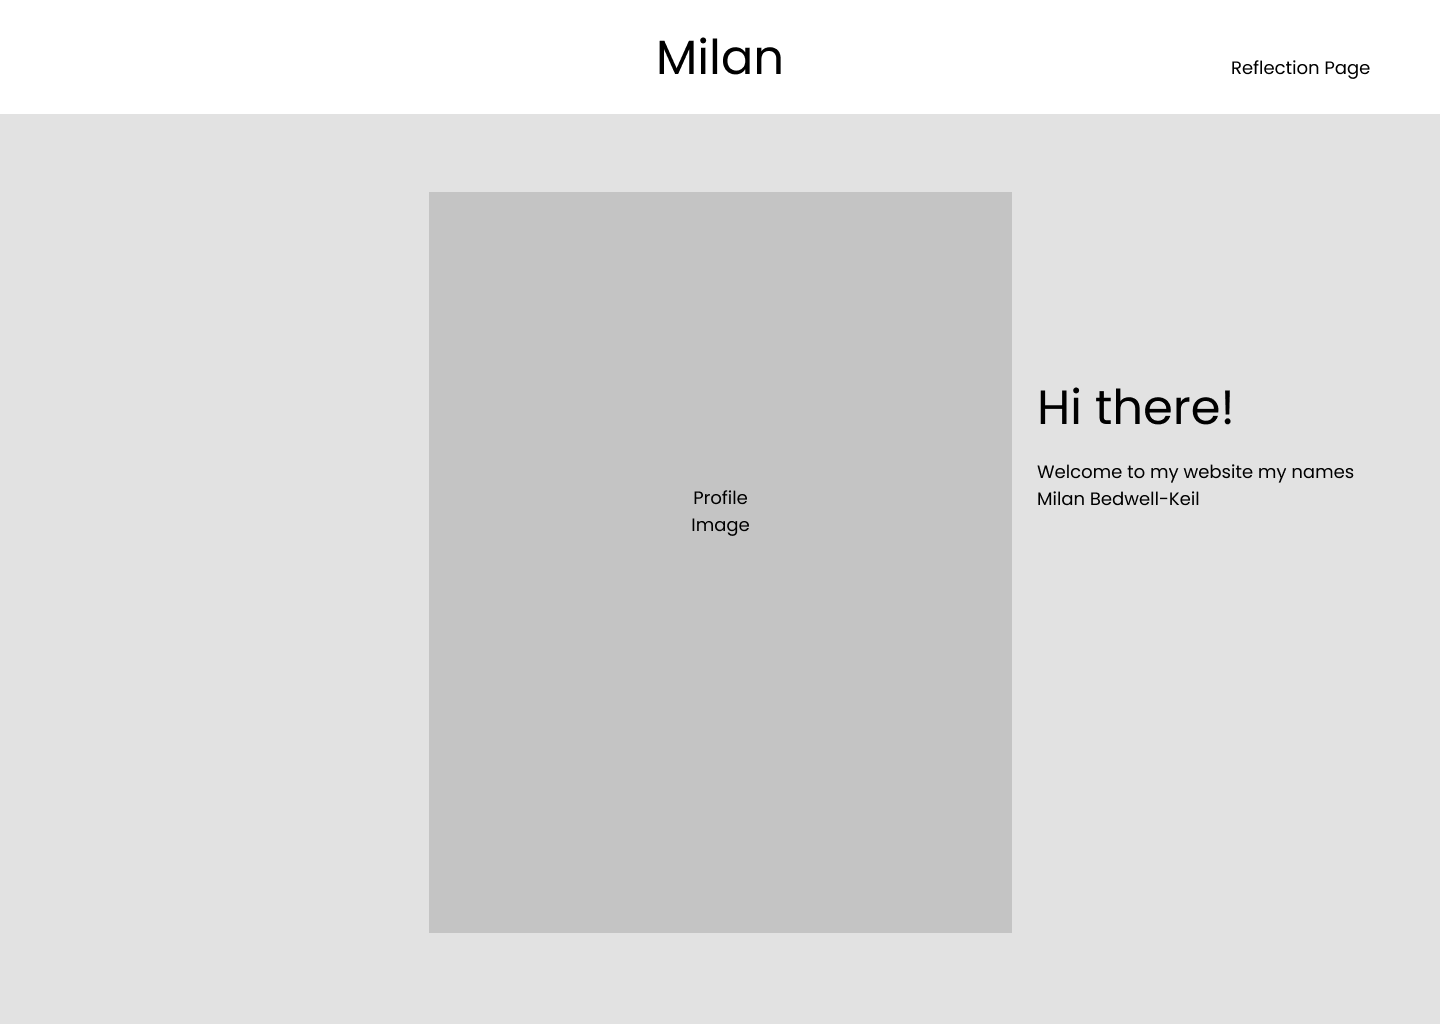 Milan
Reflection Page
Profile
Image
Hi there!
Welcome to my website my names
Milan Bedwell-Keil